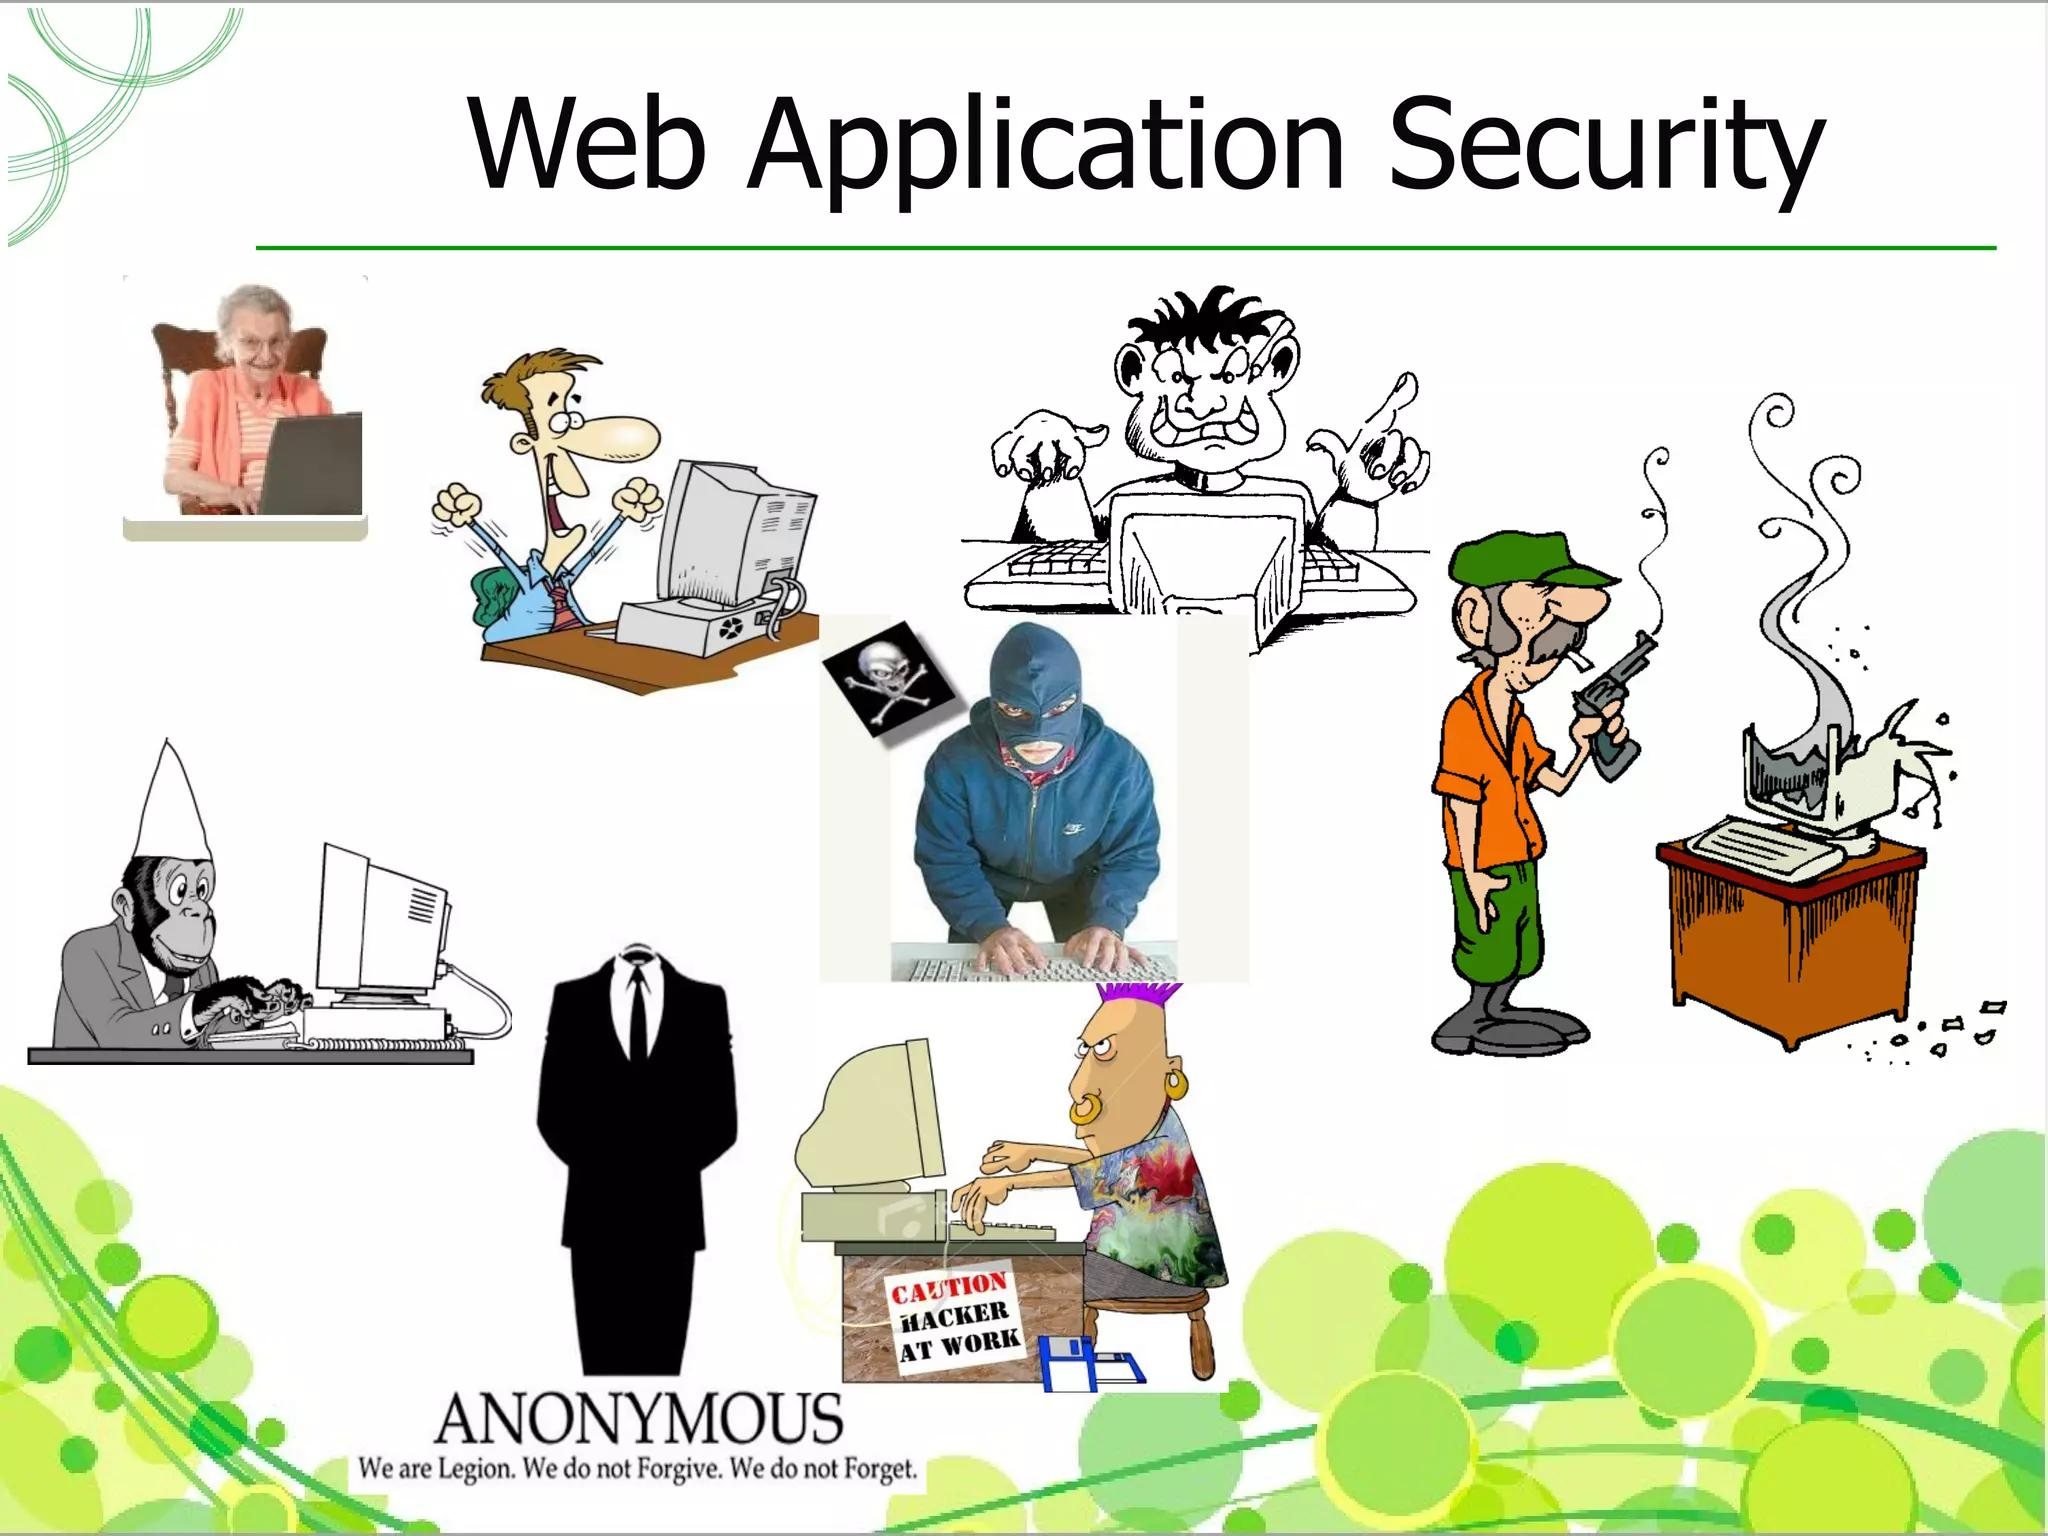 Web Application Security
CAUTION
HACKER
AT WORK
ANONYMOUS
We are Legion. We do not Forgive. We do not Forget.